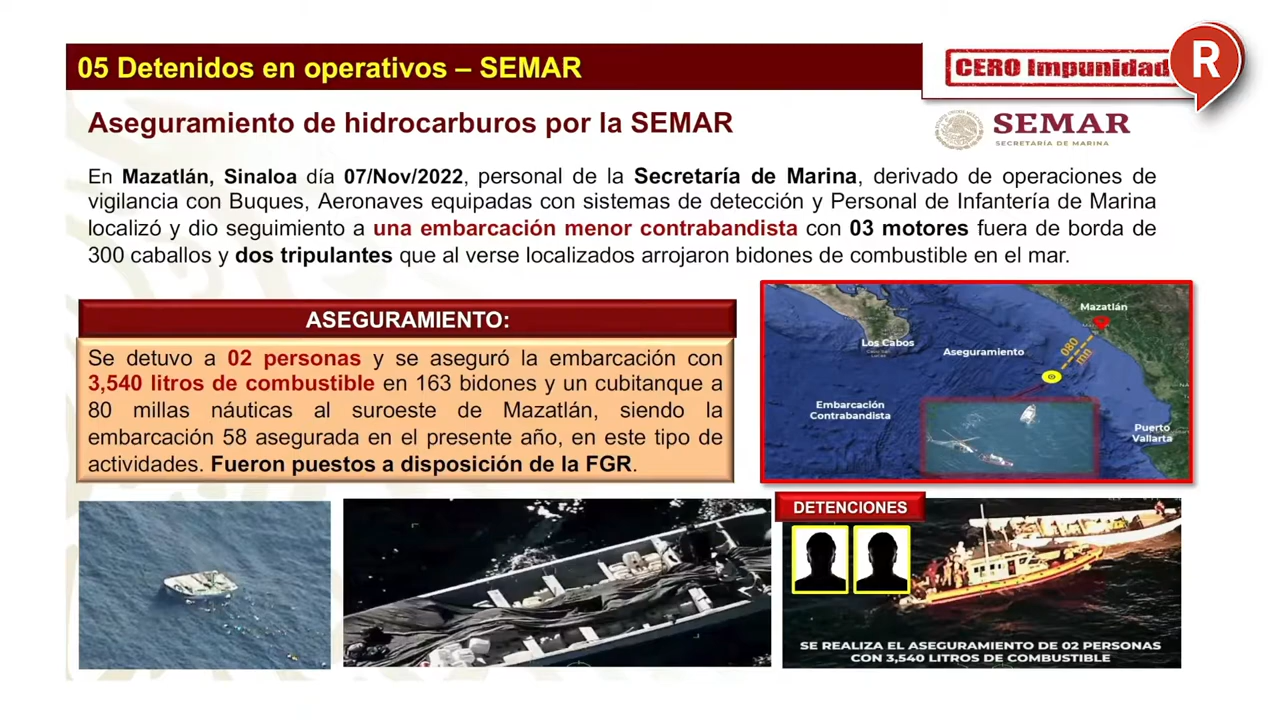 05 Detenidos en operativos – SEMAR
CERO Impunidad
R
Aseguramiento de hidrocarburos por la SEMAR
SEMAR
SECRETARÍA DE MARINA
En Mazatlán, Sinaloa día 07/Nov/2022, personal de la Secretaría de Marina, derivado de operaciones de
vigilancia con Buques, Aeronaves equipadas con sistemas de detección y Personal de Infantería de Marina
localizó y dio seguimiento a una embarcación menor contrabandista con 03 motores fuera de borda de
300 caballos y dos tripulantes que al verse localizados arrojaron bidones de combustible en el mar.
ASEGURAMIENTO:
Se detuvo a 02 personas y se aseguró la embarcación con
3,540 litros de combustible en 163 bidones y un cubitanque a
80 millas náuticas al suroeste de Mazatlán, siendo la
embarcación 58 asegurada en el presente año, en este tipo de
actividades. Fueron puestos a disposición de la FGR.
Mazatlán
Los Cabos
Aseguramiento
080
mn
Embarcación
Contrabandista
Puerto
Vallarta
DETENCIONES
SE REALIZA EL ASEGURAMIENTO DE 02 PERSONAS
CON 3,540 LITROS DE COMBUSTIBLE